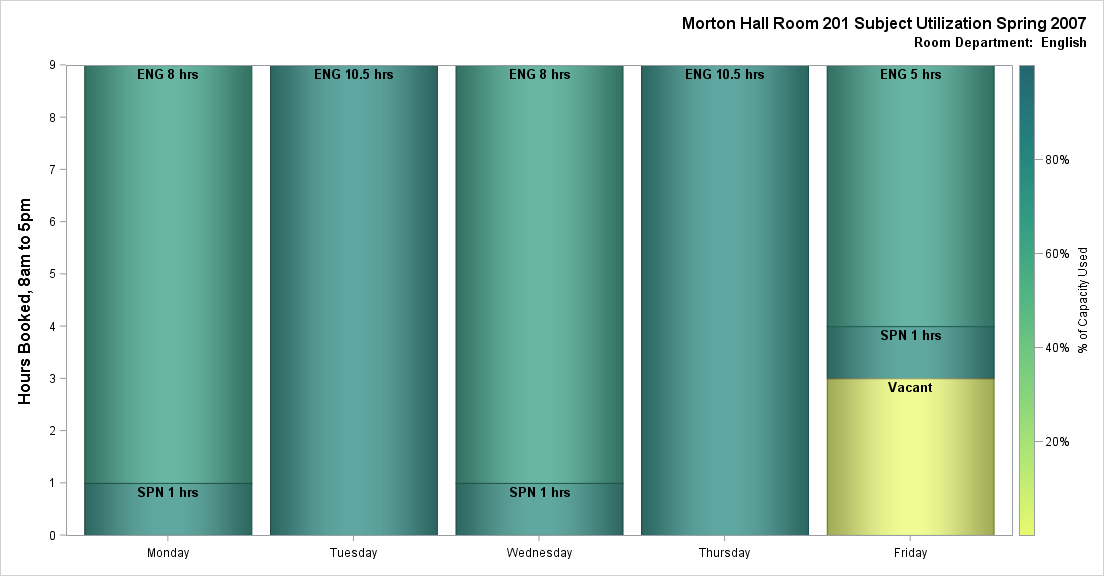 Morton Hall Room 201 Subject Utilization Spring 2007
Room Department:  English
Hours Booked, 8am to 5pm
9
8
7
6
5
4
3
2
1
0
ENG 8 hrs
SPN 1 hrs
ENG 10.5 hrs
ENG 8 hrs
SPN 1 hrs
ENG 10.5 hrs
ENG 5 hrs
SPN 1 hrs
Vacant
Monday
Tuesday
Wednesday
Thursday
Friday
80%
60%
40%
20%
% of Capacity Used